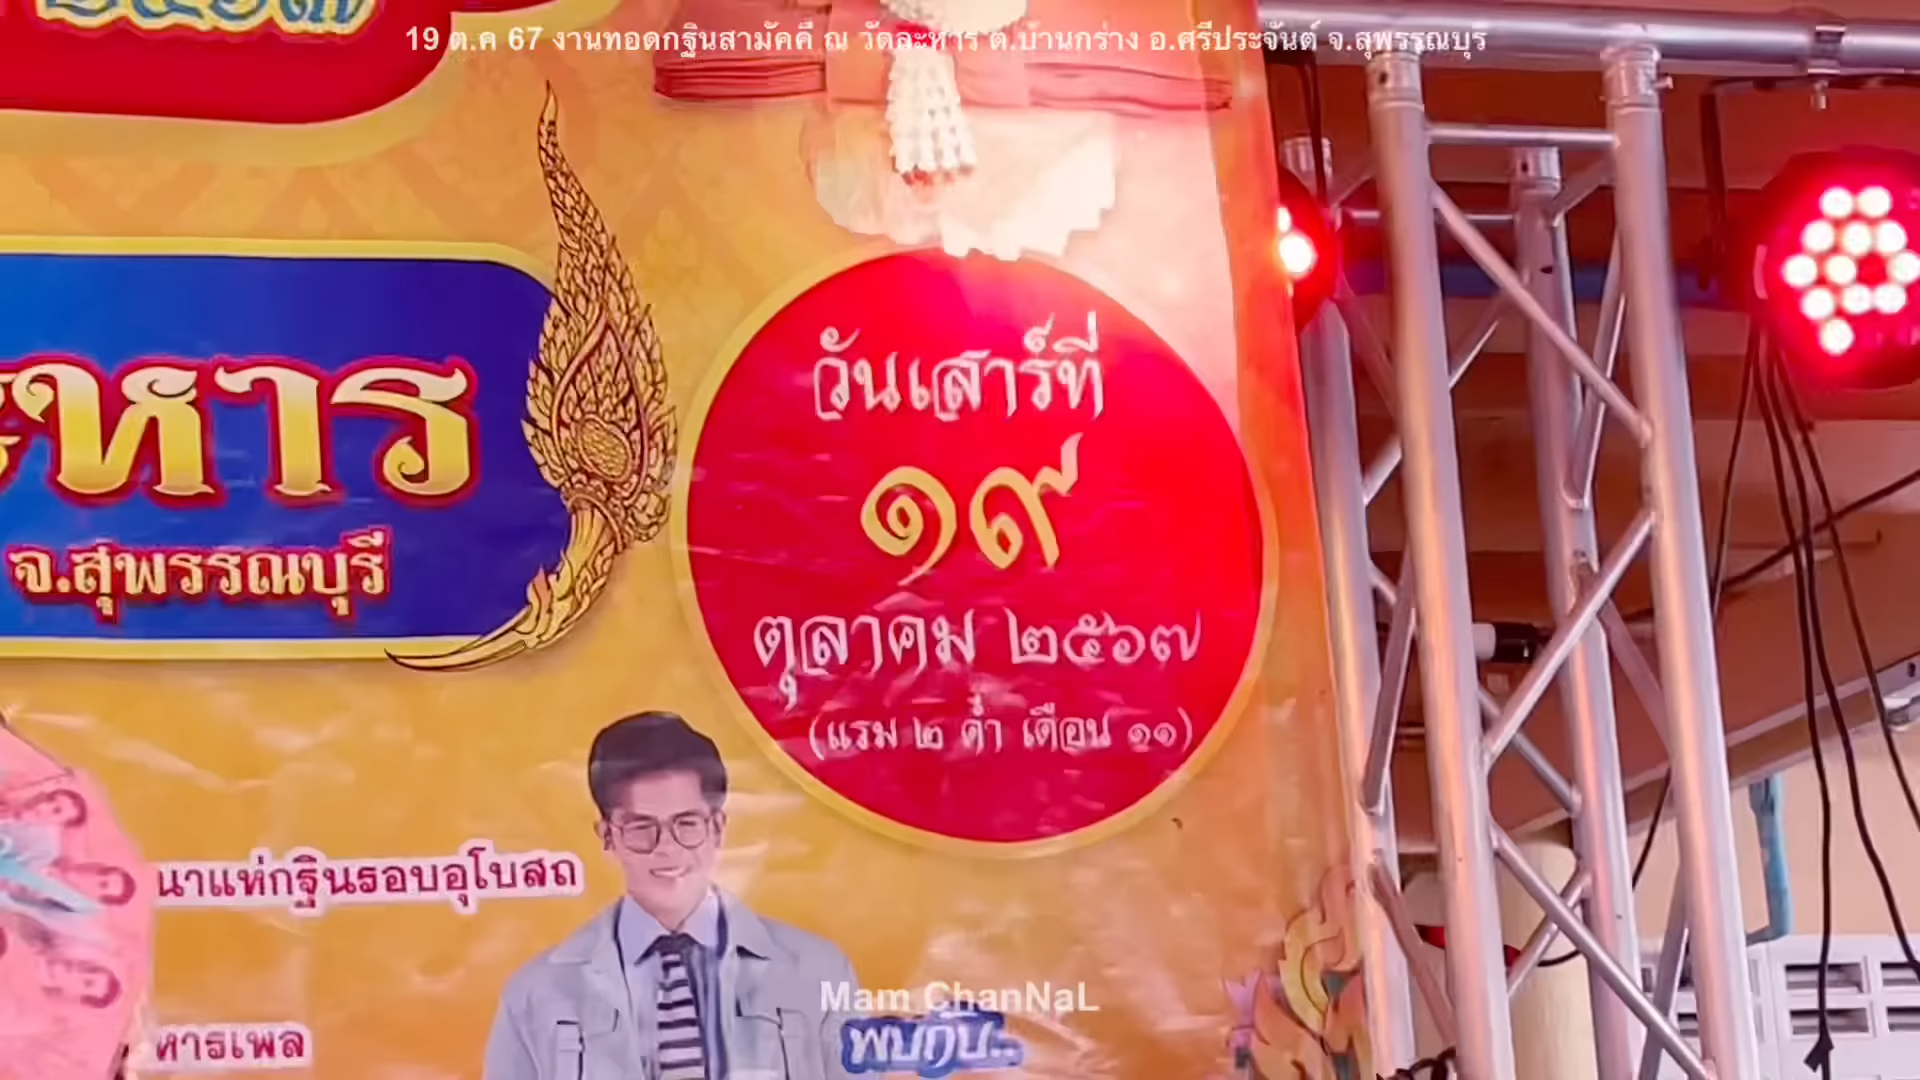 19 ต.ค 67 งานทอดกฐินสามัคคี ณ วัดละหาร ต.บ้านกร่าง อ.ศรีประจันต์ จ.สุพรรณบุร
๒๕๖๗
ะหาร
จ.สุพรรณบุรี
วันเสาร์ที่
๑๙
ตุลาคม ๒๕๖๗
(แรม ๒ ค่ำ เดือน ๑๑)
นาแห่กฐินรอบอุโบสถ
หารเพล
Mam ChanNaL
พบกับ..